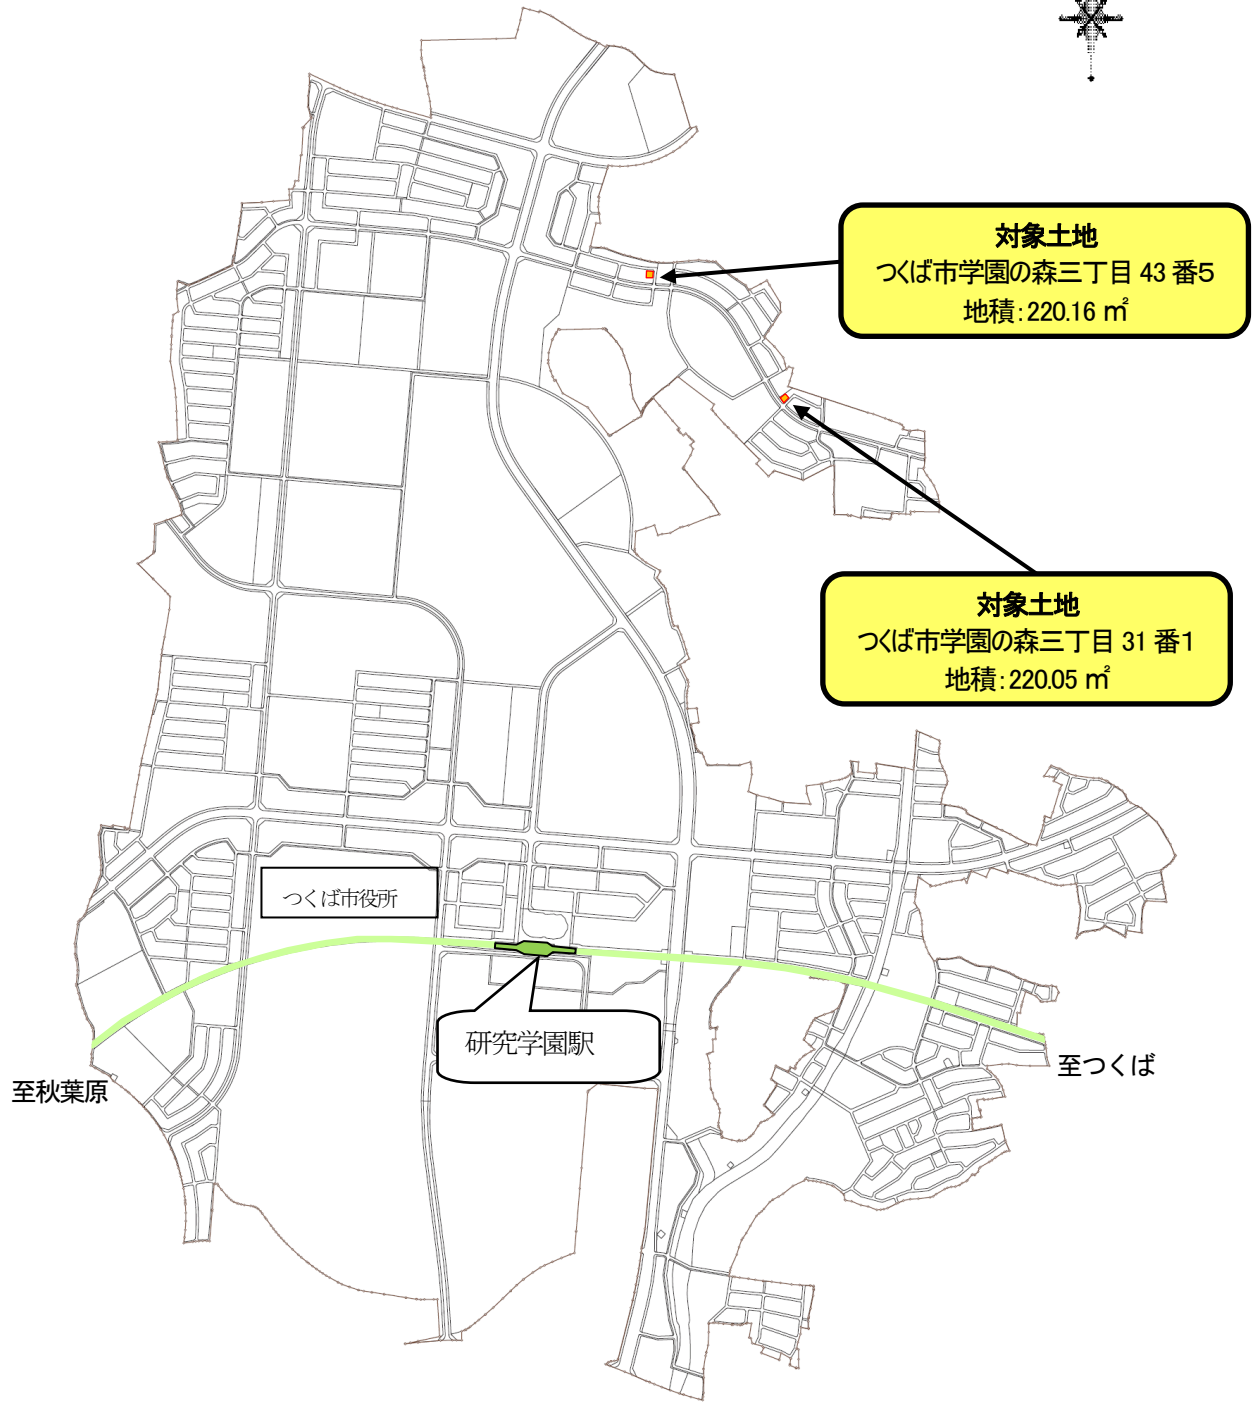 対象土地
つくば市学園の森三丁目 43 番5
地積：220.16 ㎡
対象土地
つくば市学園の森三丁目 31 番1
地積：220.05 ㎡
つくば市役所
研究学園駅
至つくば
至秋葉原